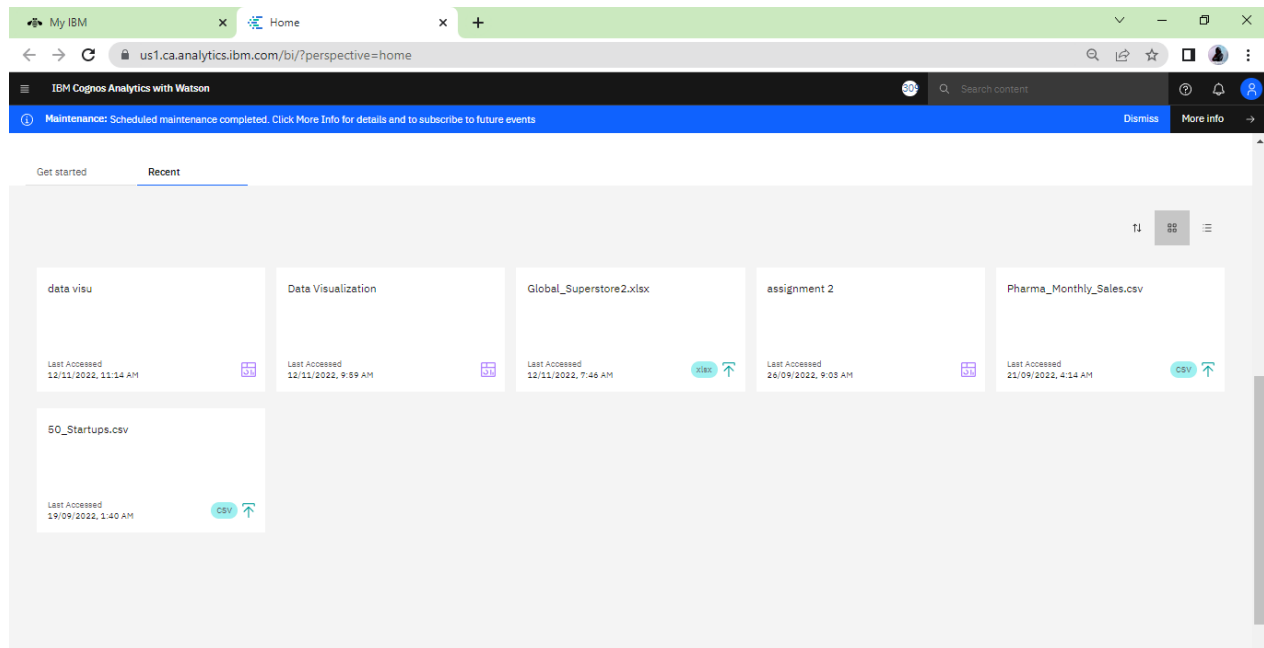 My IBM
Home
us1.ca.analytics.ibm.com/bi/?perspective=home
IBM Cognos Analytics with Watson
Search content
Maintenance: Scheduled maintenance completed. Click More Info for details and to subscribe to future events
Dismiss
More info
Get started
Recent
data visu
Data Visualization
Global_Superstore2.xlsx
assignment 2
Pharma_Monthly_Sales.csv
Last Accessed
12/11/2022, 11:14 AM
Last Accessed
12/11/2022, 9:59 AM
Last Accessed
12/11/2022, 7:46 AM
xlsx
Last Accessed
26/09/2022, 9:03 AM
Last Accessed
21/09/2022, 4:14 AM
CSV
50_Startups.csv
Last Accessed
19/09/2022, 1:40 AM
CSV